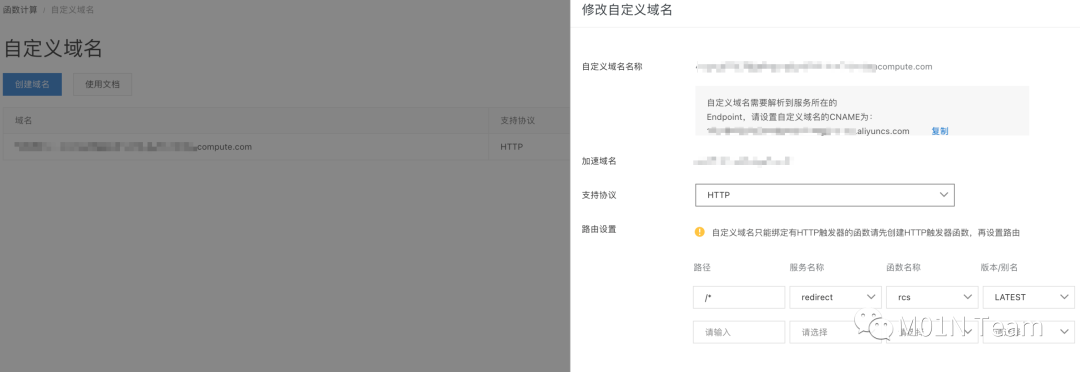 函数计算 / 自定义域名
自定义域名
创建域名
使用文档
域名
支持协议
compute.com
HTTP
修改自定义域名
自定义域名名称
compute.com
自定义域名需要解析到服务所在的
Endpoint，请设置自定义域名的CNAME为：
.aliyuncs.com 复制
加速域名
支持协议
HTTP
路由设置
自定义域名只能绑定有HTTP触发器的函数请先创建HTTP触发器函数，再设置路由
路径 服务名称 函数名称 版本/别名
/* redirect rcs LATEST
请输入 请选择 请选择
M01N Team